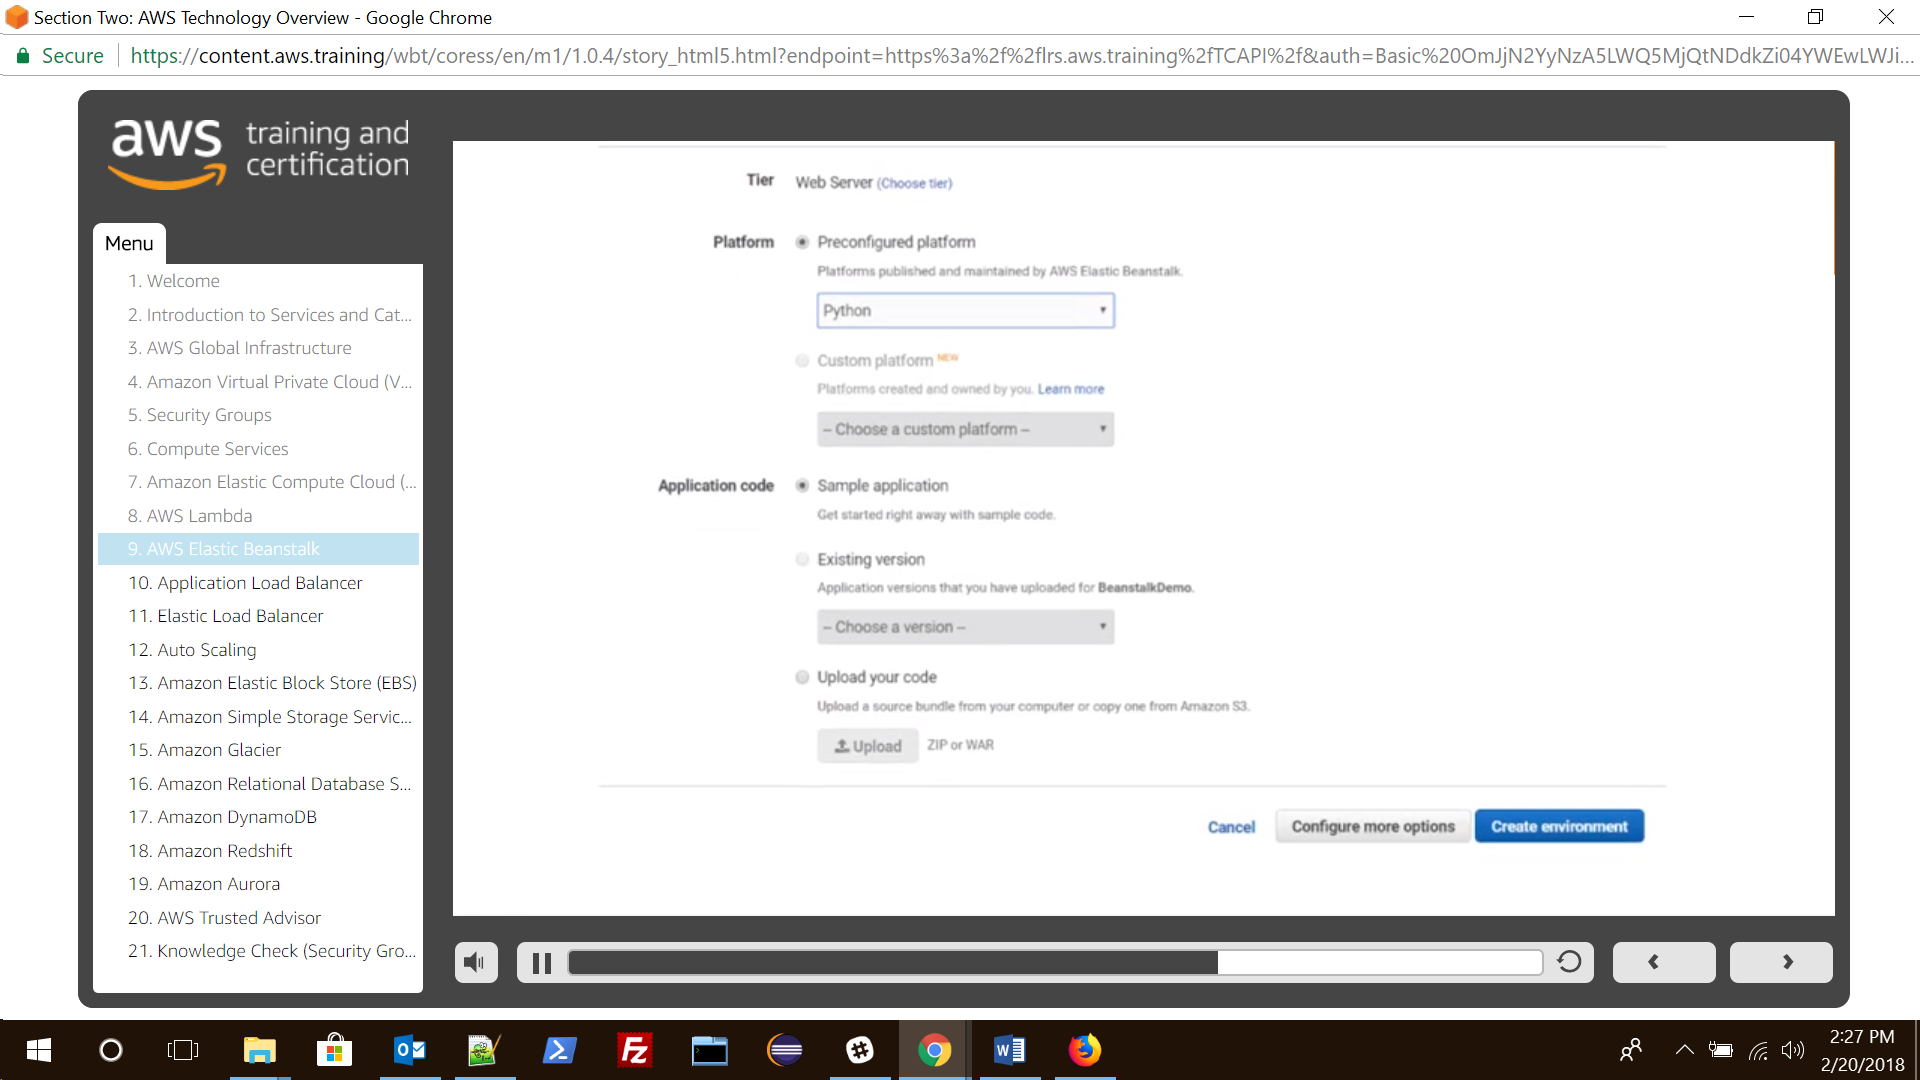 Section Two: AWS Technology Overview - Google Chrome
Secure https://content.aws.training/wbt/coress/en/m1/1.0.4/story_html5.html?endpoint=https%3a%2f%2flrs.aws.training%2fTCAPI%2f&auth=Basic%20OmJjN2YyNzA5LWQ5MjQtNDdkZi04YWEwLWJi...
aws training and
certification
Menu
1. Welcome
2. Introduction to Services and Cat...
3. AWS Global Infrastructure
4. Amazon Virtual Private Cloud (V...
5. Security Groups
6. Compute Services
7. Amazon Elastic Compute Cloud (...
8. AWS Lambda
9. AWS Elastic Beanstalk
10. Application Load Balancer
11. Elastic Load Balancer
12. Auto Scaling
13. Amazon Elastic Block Store (EBS)
14. Amazon Simple Storage Servic...
15. Amazon Glacier
16. Amazon Relational Database S...
17. Amazon DynamoDB
18. Amazon Redshift
19. Amazon Aurora
20. AWS Trusted Advisor
21. Knowledge Check (Security Gro...
Tier Web Server (Choose tier)
Platform Preconfigured platform
Platforms published and maintained by AWS Elastic Beanstalk.
Python
Custom platform NEW
Platforms created and owned by you. Learn more
-- Choose a custom platform --
Application code Sample application
Get started right away with sample code.
Existing version
Application versions that you have uploaded for BeanstalkDemo.
-- Choose a version --
Upload your code
Upload a source bundle from your computer or copy one from Amazon S3.
Upload ZIP or WAR
Cancel Configure more options Create environment
2:27 PM
2/20/2018